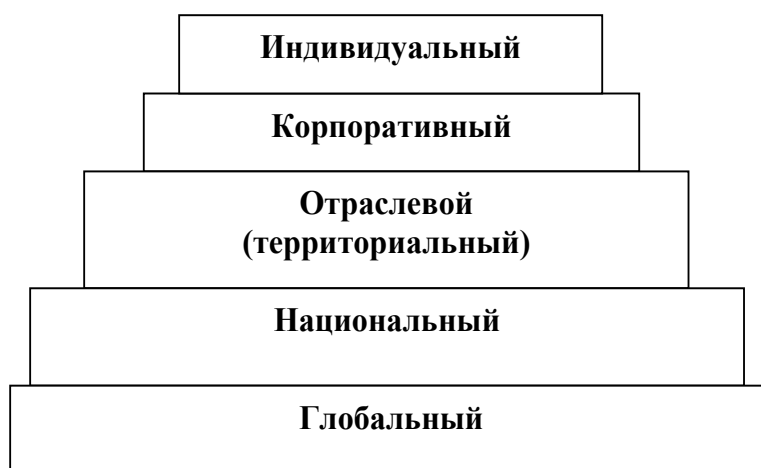 Индивидуальный
Корпоративный
Отраслевой
(территориальный)
Национальный
Глобальный